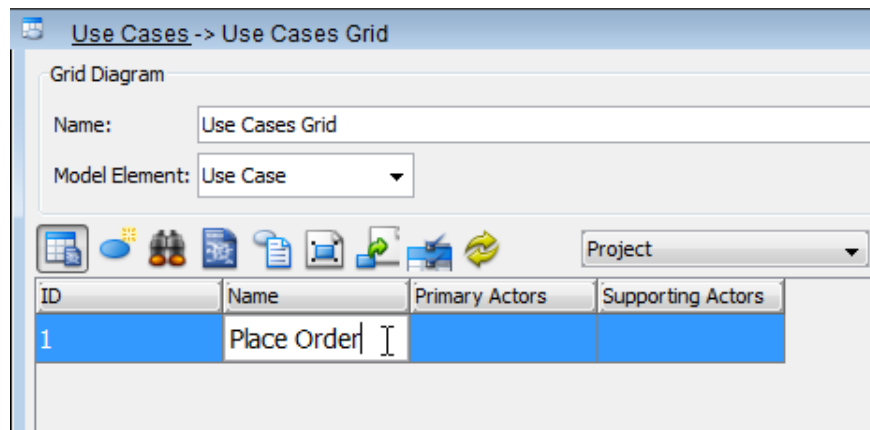 Use Cases -> Use Cases Grid
Grid Diagram
Name: Use Cases Grid
Model Element: Use Case
Project
ID Name Primary Actors Supporting Actors
1 Place Order